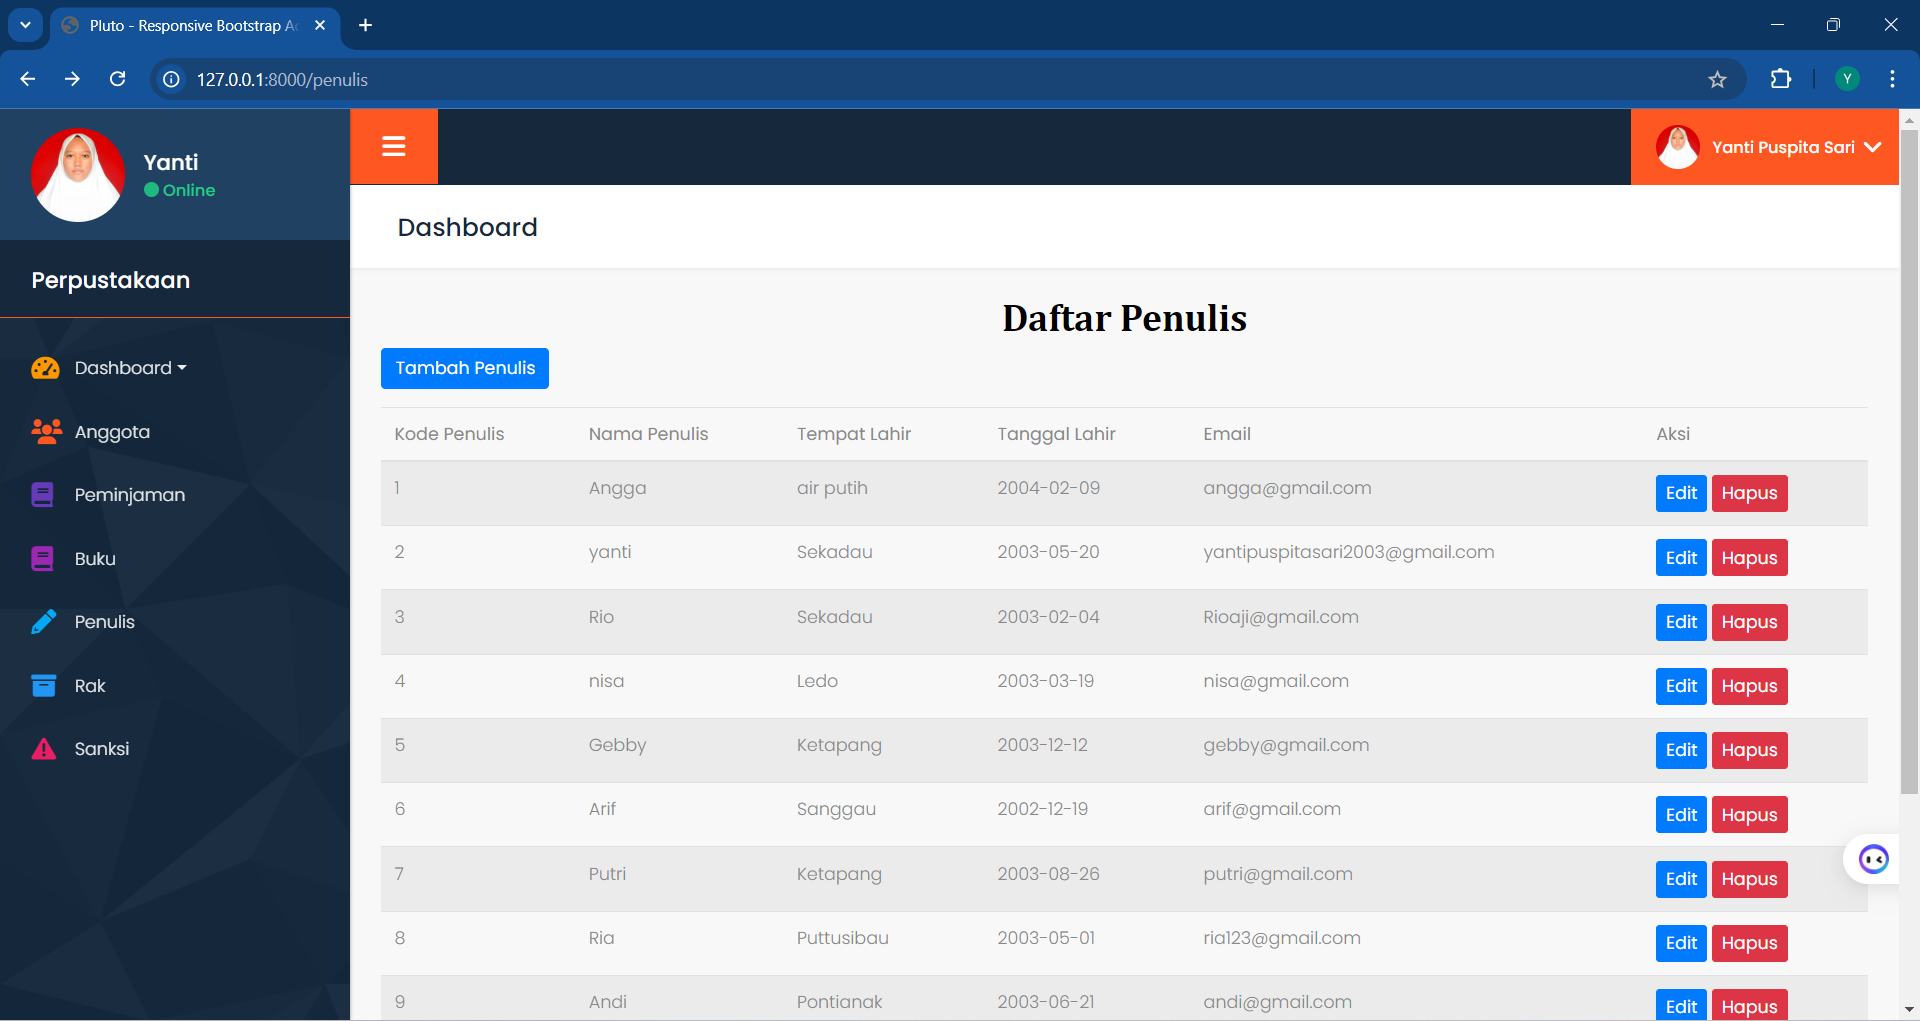 Pluto - Responsive Bootstrap A
127.0.0.1:8000/penulis
Y
Yanti
Online
Perpustakaan
Dashboard
Anggota
Peminjaman
Buku
Penulis
Rak
Sanksi
Yanti Puspita Sari
Dashboard
Daftar Penulis
Tambah Penulis
Kode Penulis Nama Penulis Tempat Lahir Tanggal Lahir Email Aksi
1 Angga air putih 2004-02-09 angga@gmail.com Edit Hapus
2 yanti Sekadau 2003-05-20 yantipuspitasari2003@gmail.com Edit Hapus
3 Rio Sekadau 2003-02-04 Rioaji@gmail.com Edit Hapus
4 nisa Ledo 2003-03-19 nisa@gmail.com Edit Hapus
5 Gebby Ketapang 2003-12-12 gebby@gmail.com Edit Hapus
6 Arif Sanggau 2002-12-19 arif@gmail.com Edit Hapus
7 Putri Ketapang 2003-08-26 putri@gmail.com Edit Hapus
8 Ria Puttusibau 2003-05-01 ria123@gmail.com Edit Hapus
9 Andi Pontianak 2003-06-21 andi@gmail.com Edit Hapus